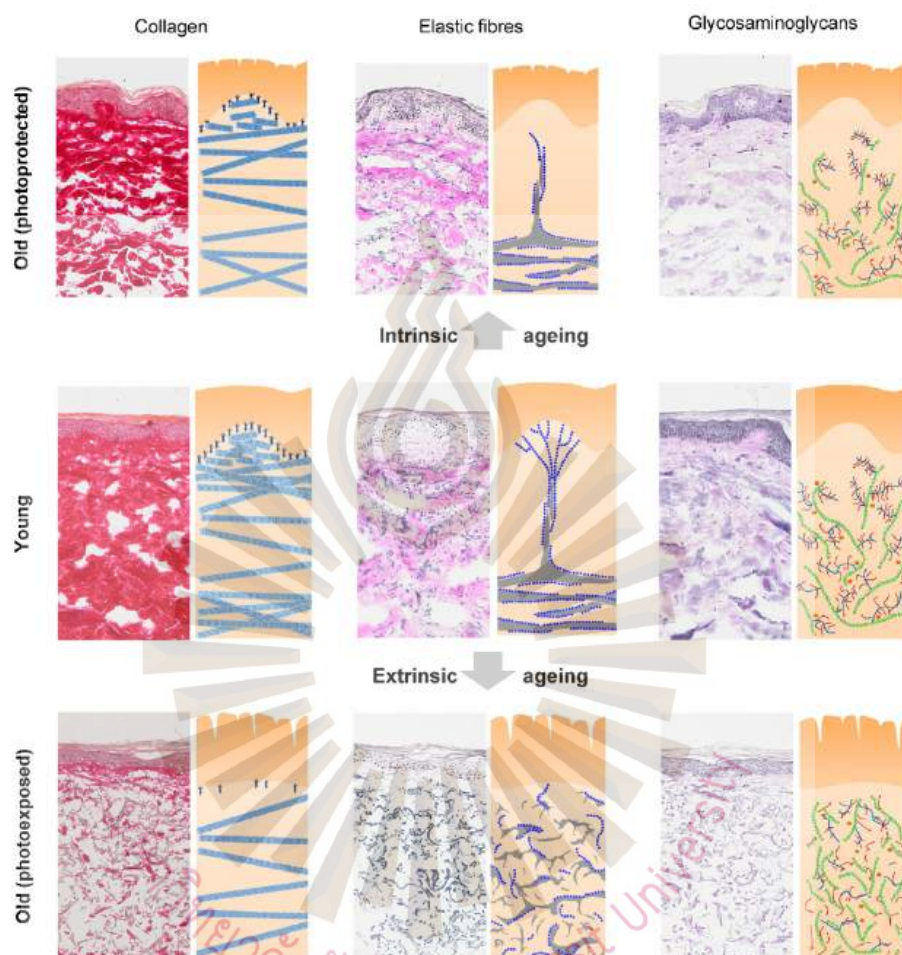 Collagen
Elastic fibres
Glycosaminoglycans
Old (photoprotected)
Intrinsic ageing
Young
Extrinsic ageing
Old (photoexposed)